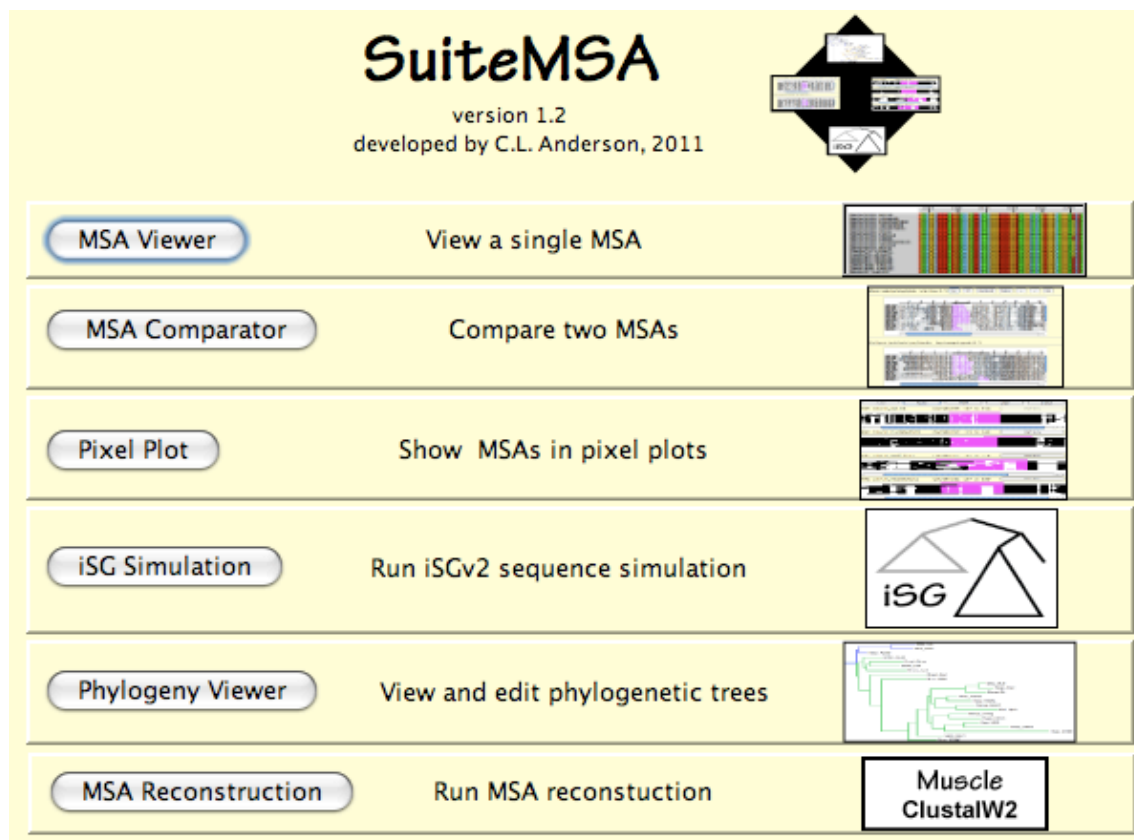 SuiteMSA
version 1.2
developed by C.L. Anderson, 2011
iSG
MSA Viewer View a single MSA
MSA Comparator Compare two MSAs
Pixel Plot Show MSAs in pixel plots
iSG Simulation Run iSGv2 sequence simulation
iSG
Phylogeny Viewer View and edit phylogenetic trees
MSA Reconstruction Run MSA reconstuction
Muscle
ClustalW2